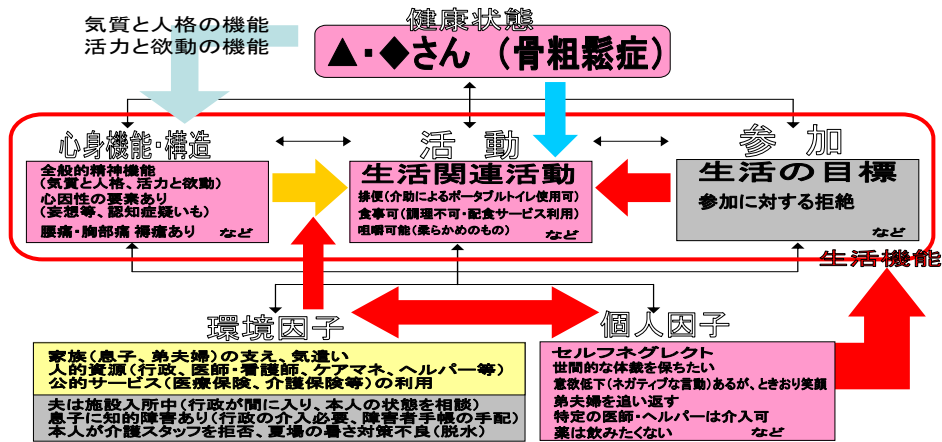 健康状態
気質と人格の機能
活力と欲動の機能
▲・◆さん (骨粗鬆症)
心身機能・構造
全般的精神機能
(気質と人格、活力と欲動)
心因性の要素あり
(妄想等、認知症疑いも)
腰痛・胸部痛 褥瘡あり など
活動
生活関連活動
排便(介助によるポータブルトイレ使用可)
食事可(調理不可・配食サービス利用)
咀嚼可能(柔らかめのもの) など
参加
生活の目標
参加に対する拒絶
など
生活機能
環境因子
家族(息子、弟夫婦)の支え、気遣い
人的資源(行政、医師・看護師、ケアマネ、ヘルパー等)
公的サービス(医療保険、介護保険等)の利用
夫は施設入所中(行政が間に入り、本人の状態を相談)
息子に知的障害あり(行政の介入必要、障害者手帳の手配)
本人が介護スタッフを拒否、夏場の暑さ対策不良(脱水)
個人因子
セルフネグレクト
世間的な体裁を保ちたい
意欲低下(ネガティブな言動)あるが、ときおり笑顔
弟夫婦を追い返す
特定の医師・ヘルパーは介入可
薬は飲みたくない など